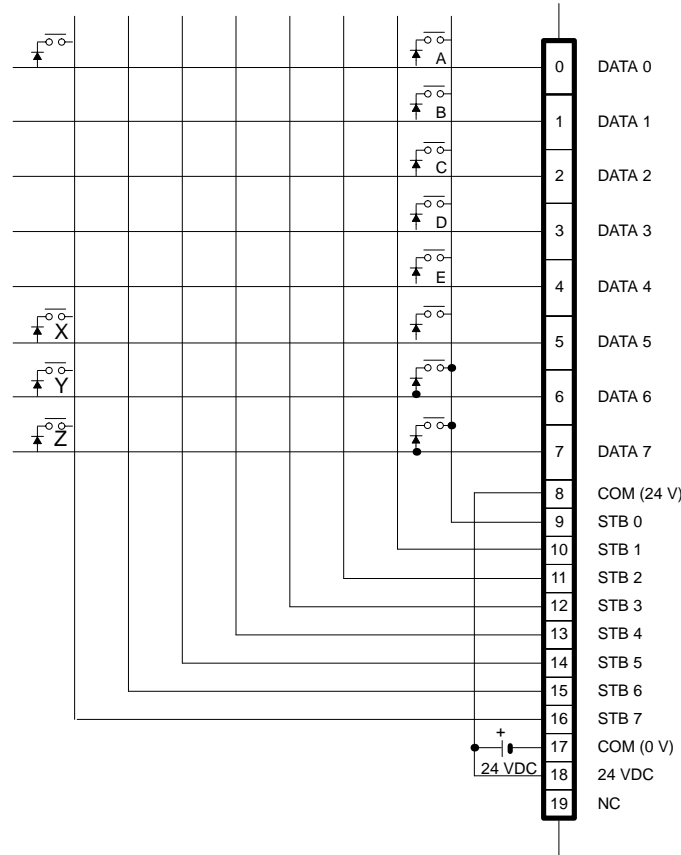 A
0 DATA 0
B
1 DATA 1
C
2 DATA 2
D
3 DATA 3
E
4 DATA 4
X
5 DATA 5
Y
6 DATA 6
Z
7 DATA 7
8 COM (24 V)
9 STB 0
10 STB 1
11 STB 2
12 STB 3
13 STB 4
14 STB 5
15 STB 6
16 STB 7
+
17 COM (0 V)
24 VDC
18 24 VDC
19 NC